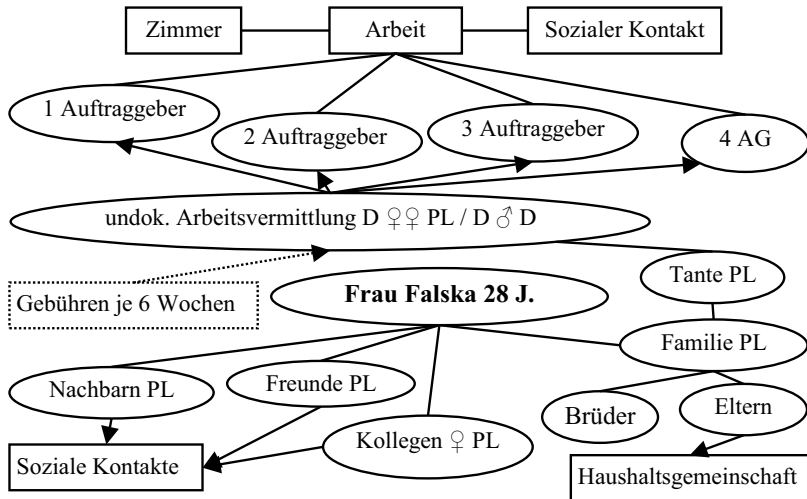 Zimmer
Arbeit
Sozialer Kontakt
1 Auftraggeber
2 Auftraggeber
3 Auftraggeber
4 AG
undok. Arbeitsvermittlung D ♀♀ PL / D ♂ D
Tante PL
Gebühren je 6 Wochen
Frau Falska 28 J.
Familie PL
Nachbarn PL
Freunde PL
Brüder
Eltern
Kollegen ♀ PL
Soziale Kontakte
Haushaltsgemeinschaft